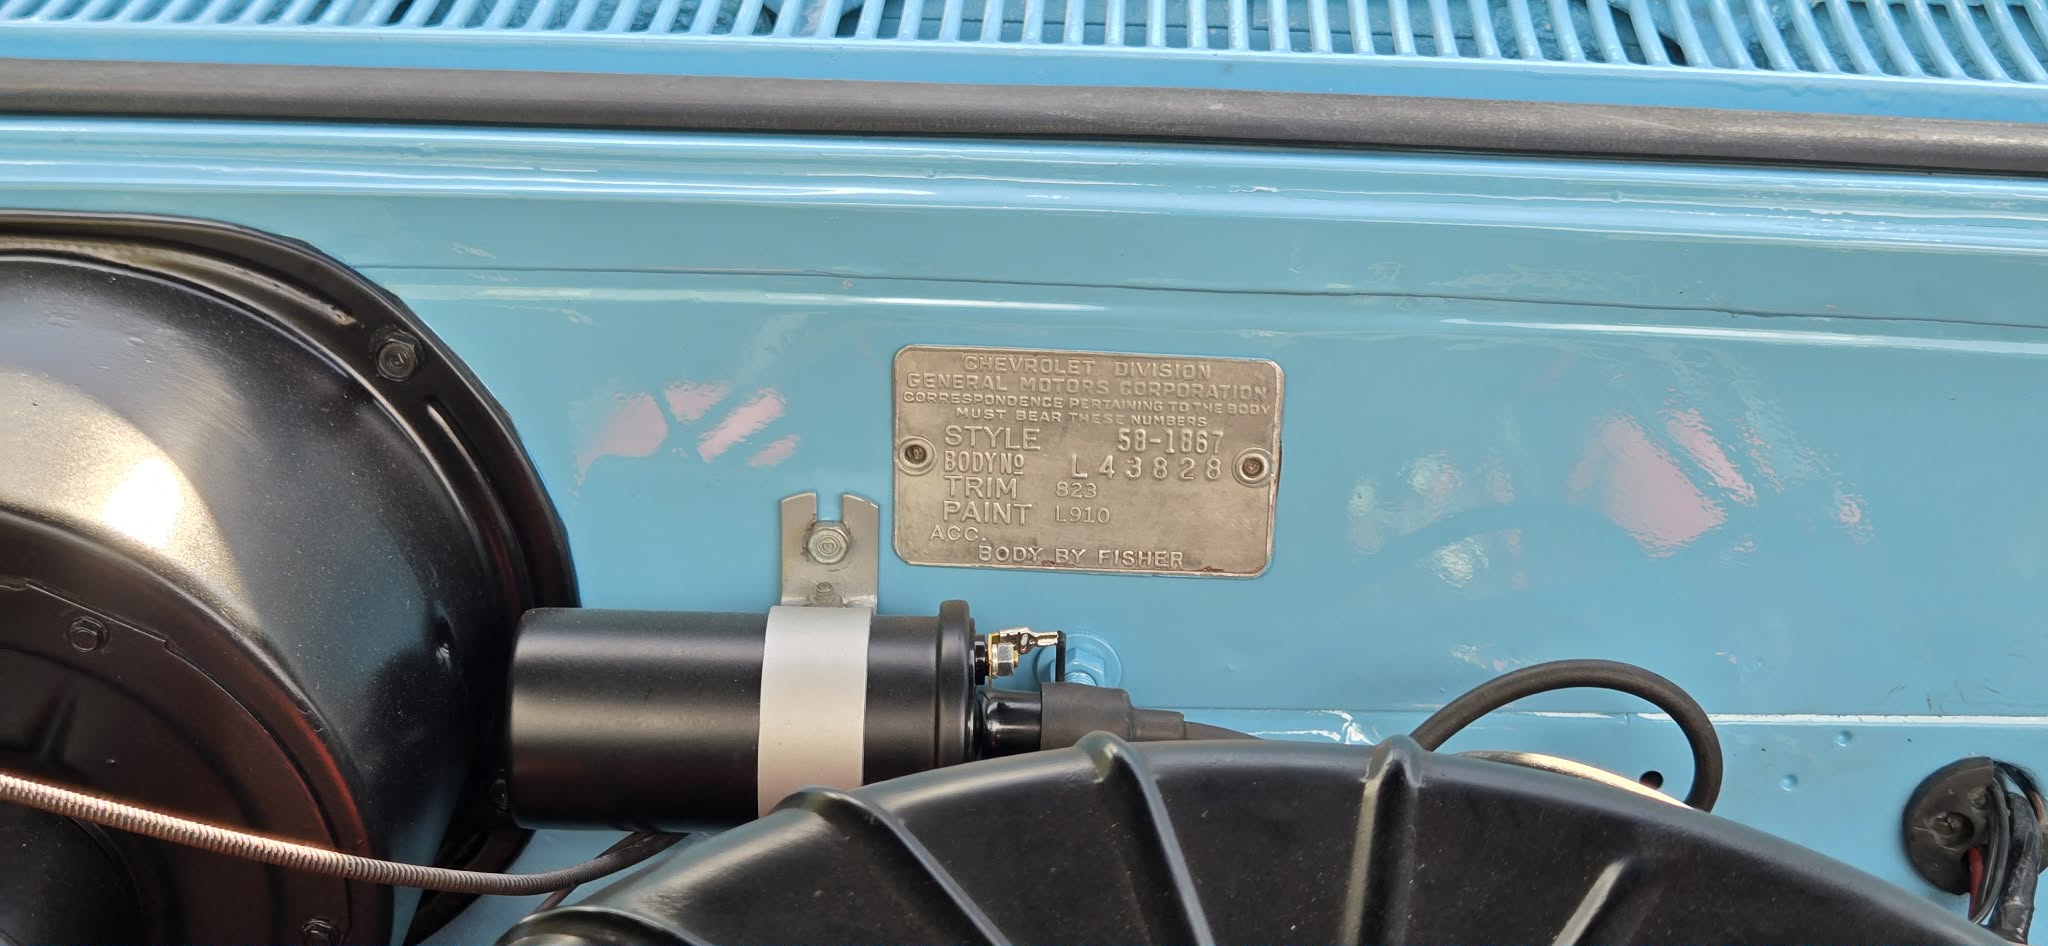 CHEVROLET DIVISION
GENERAL MOTORS CORPORATION
CORRESPONDENCE PERTAINING TO THE BODY
MUST BEAR THESE NUMBERS
STYLE 58-1867
BODY Nº L43828
TRIM 823
PAINT L910
ACC.
BODY BY FISHER